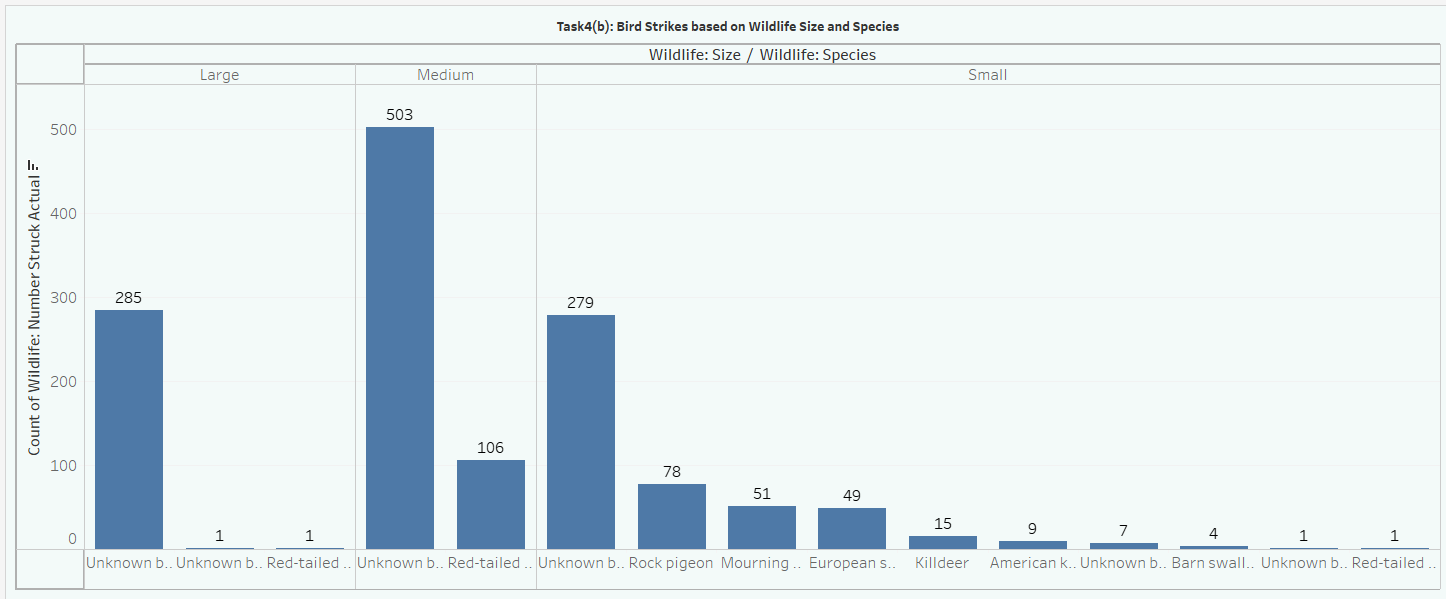 Task4(b): Bird Strikes based on Wildlife Size and Species
Wildlife: Size / Wildlife: Species
Large Medium Small
Count of Wildlife: Number Struck Actual
500
400
300
200
100
0
285 1 1 503 106 279 78 51 49 15 9 7 4 1 1
Unknown b.. Unknown b.. Red-tailed .. Unknown b.. Red-tailed .. Unknown b.. Rock pigeon Mourning .. European s.. Killdeer American k.. Unknown b.. Barn swall.. Unknown b.. Red-tailed ..